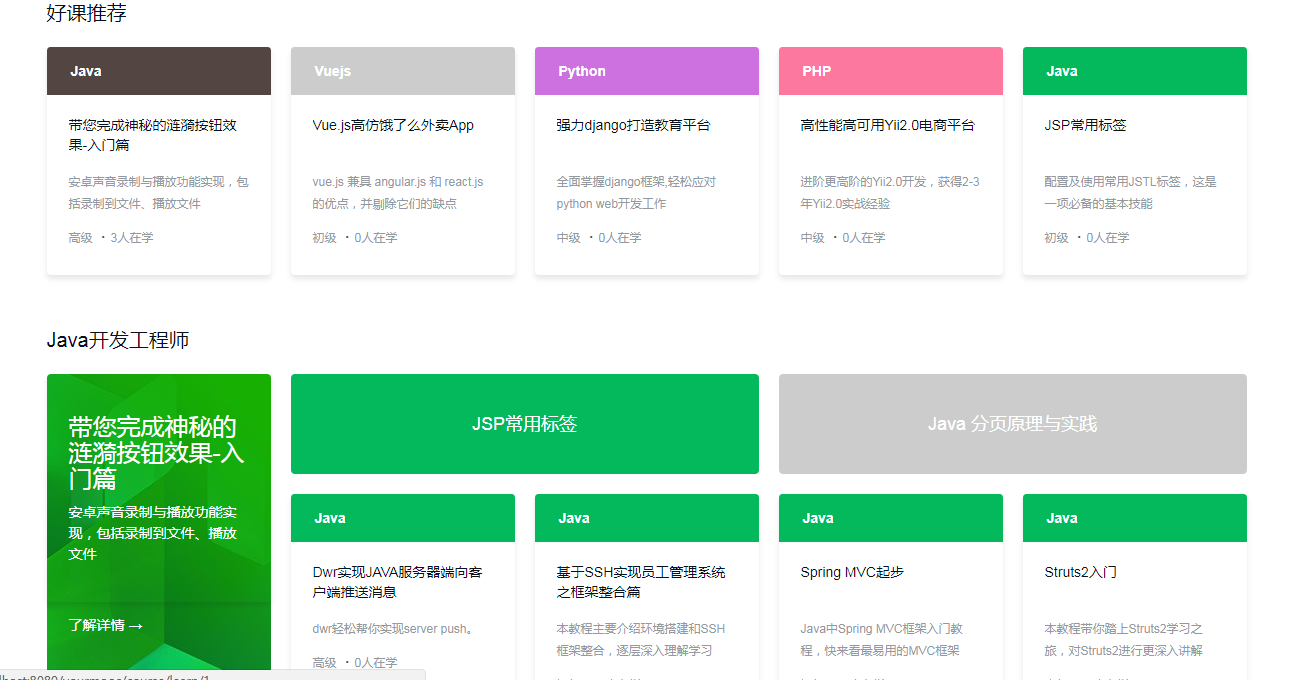 好课推荐
Java
Vuejs
Python
PHP
Java
带您完成神秘的涟漪按钮效
果-入门篇
Vue.js高仿饿了么外卖App
强力django打造教育平台
高性能高可用Yii2.0电商平台
JSP常用标签
安卓声音录制与播放功能实现，包
括录制到文件、播放文件
vue.js 兼具 angular.js 和 react.js
的优点，并剔除它们的缺点
全面掌握django框架,轻松应对
python web开发工作
进阶更高阶的Yii2.0开发，获得2-3
年Yii2.0实战经验
配置及使用常用JSTL标签，这是
一项必备的基本技能
高级 · 3人在学
初级 · 0人在学
中级 · 0人在学
中级 · 0人在学
初级 · 0人在学
Java开发工程师
带您完成神秘的
涟漪按钮效果-入
门篇
安卓声音录制与播放功能实
现，包括录制到文件、播放
文件
了解详情 →
JSP常用标签
Java 分页原理与实践
Java
Java
Java
Java
Dwr实现JAVA服务器端向客
户端推送消息
基于SSH实现员工管理系统
之框架整合篇
Spring MVC起步
Struts2入门
dwr轻松帮你实现server push。
本教程主要介绍环境搭建和SSH
框架整合，逐层深入理解学习
Java中Spring MVC框架入门教
程，快来看最易用的MVC框架
本教程带你踏上Struts2学习之
旅，对Struts2进行更深入讲解
高级 · 0人在学